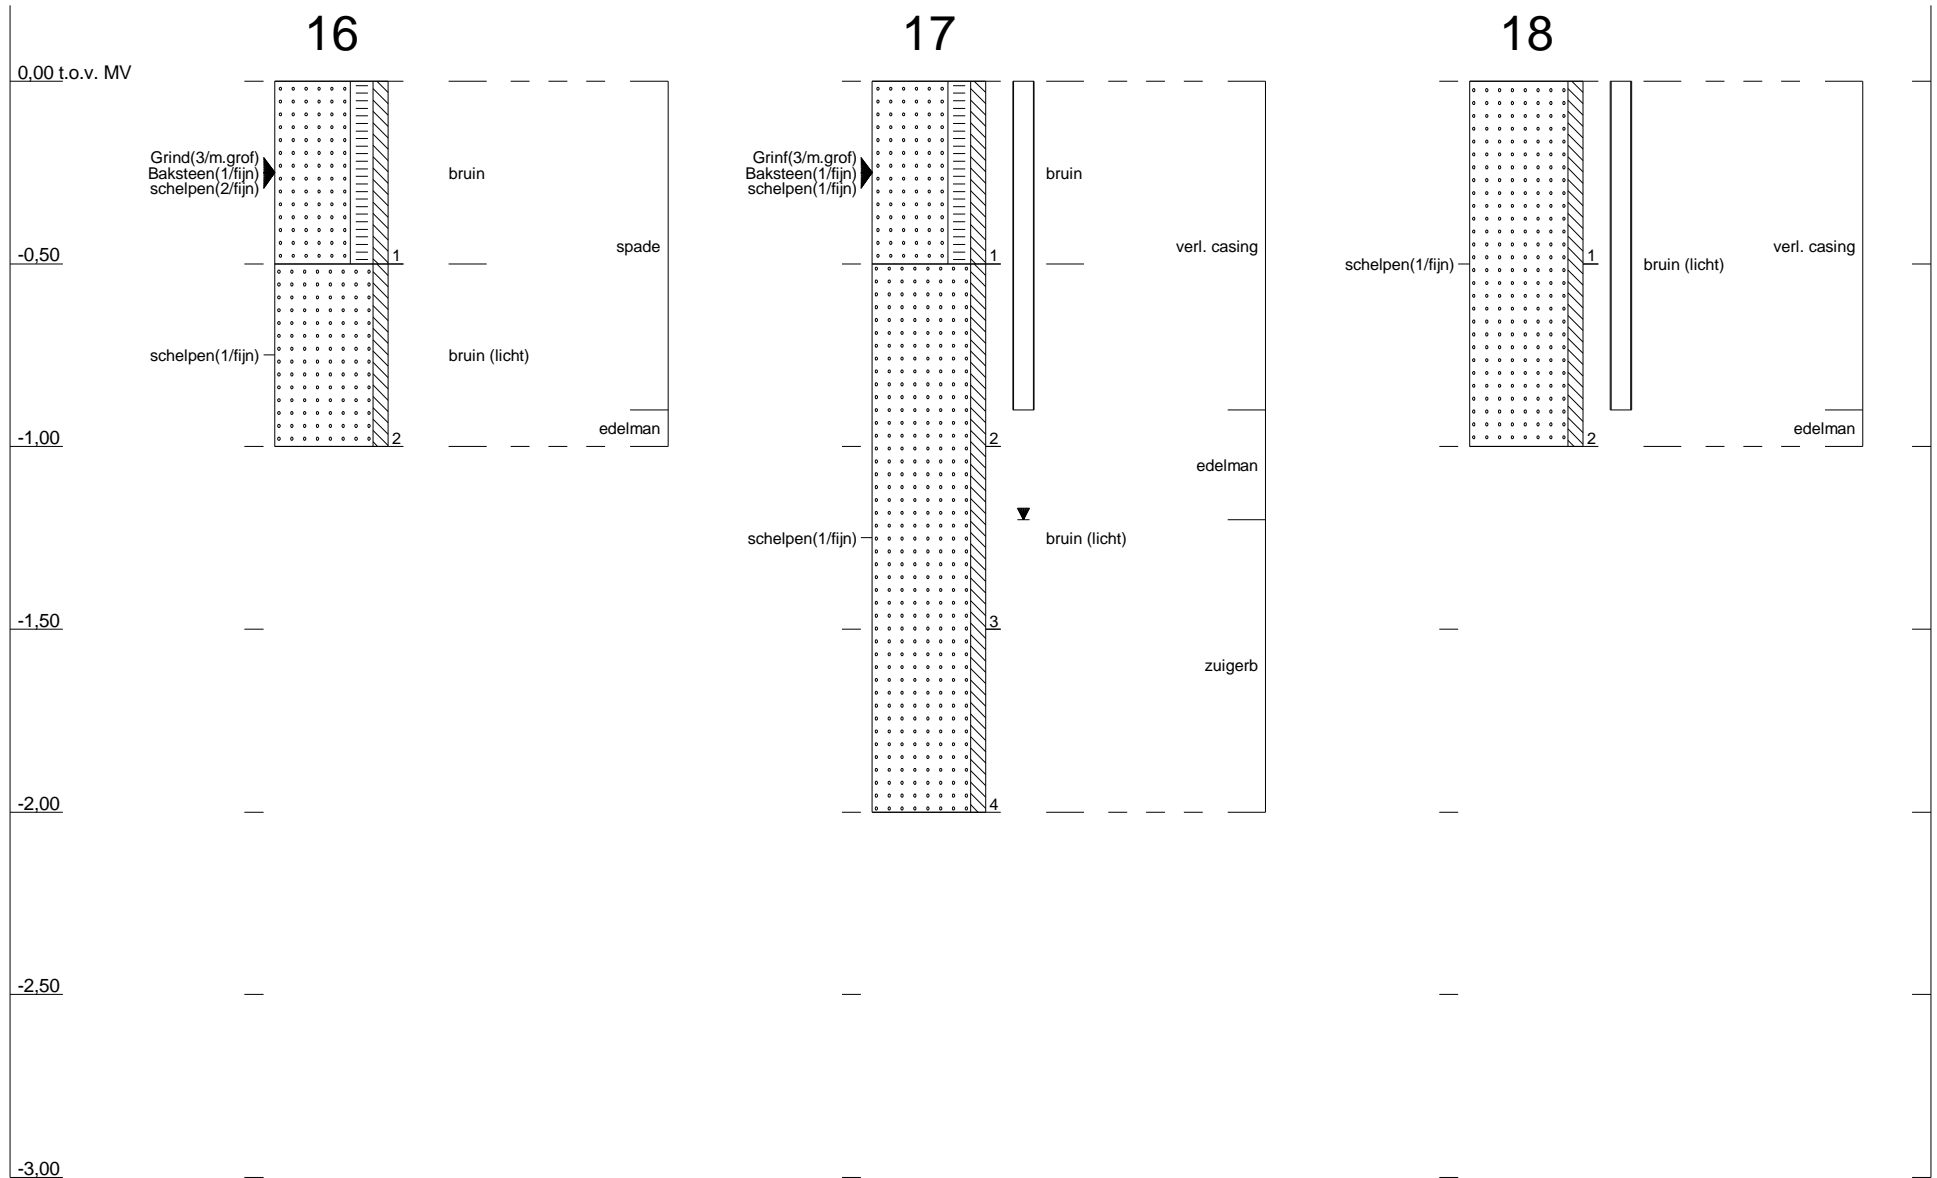 16
17
18
0,00 t.o.v. MV
Grind(3/m.grof)
Baksteen(1/fijn)
schelpen(2/fijn)
bruin
spade
1
schelpen(1/fijn)
bruin (licht)
edelman
2
Grinf(3/m.grof)
Baksteen(1/fijn)
schelpen(1/fijn)
bruin
verl. casing
1
2
edelman
schelpen(1/fijn)
bruin (licht)
3
zuigerb
4
schelpen(1/fijn)
1
bruin (licht)
verl. casing
edelman
2
-0,50
-1,00
-1,50
-2,00
-2,50
-3,00